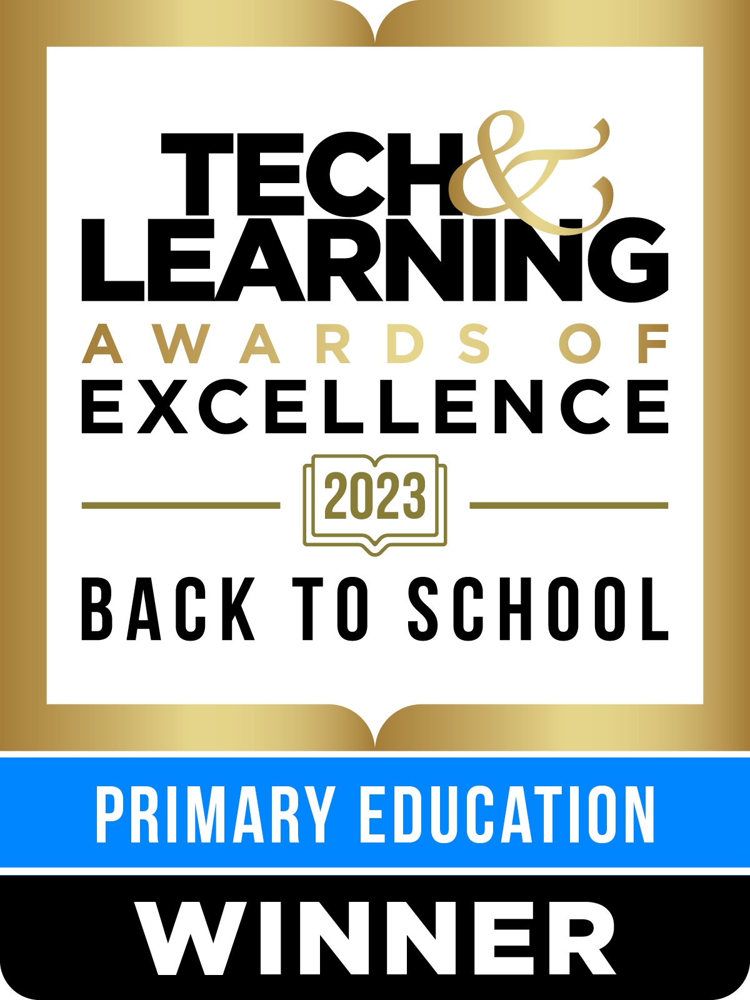 TECH&
LEARNING
AWARDS OF
EXCELLENCE
2023
BACK TO SCHOOL
PRIMARY EDUCATION
WINNER